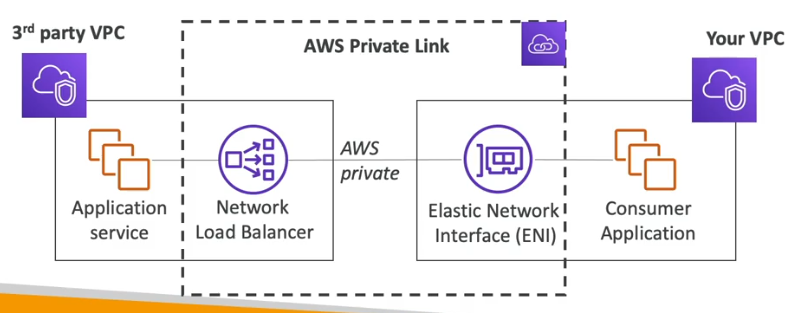 3rd party VPC
AWS Private Link
Your VPC
AWS
private
Application
service
Network
Load Balancer
Elastic Network
Interface (ENI)
Consumer
Application